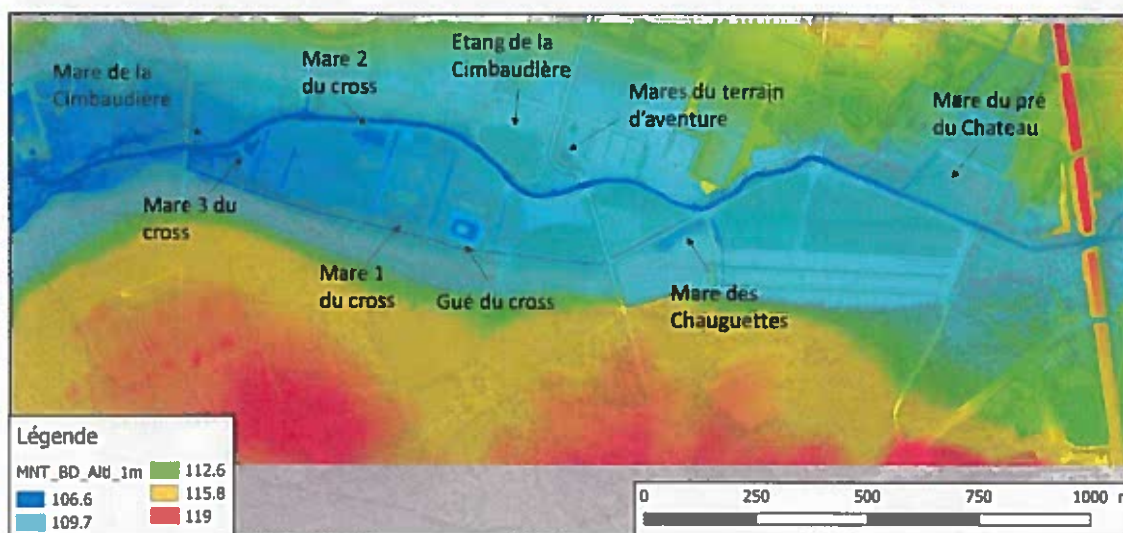 Mare de la
Cimbaudière
Mare 2
du cross
Etang de la
Cimbaudière
Mares du terrain
d'aventure
Mare du pré
du Chateau
Mare 3 du
cross
Mare 1
du cross
Gué du cross
Mare des
Chauguettes
Légende
MNT_BD_Alti_1m
106.6
109.7
112.6
115.8
119
0 250 500 750 1000 m